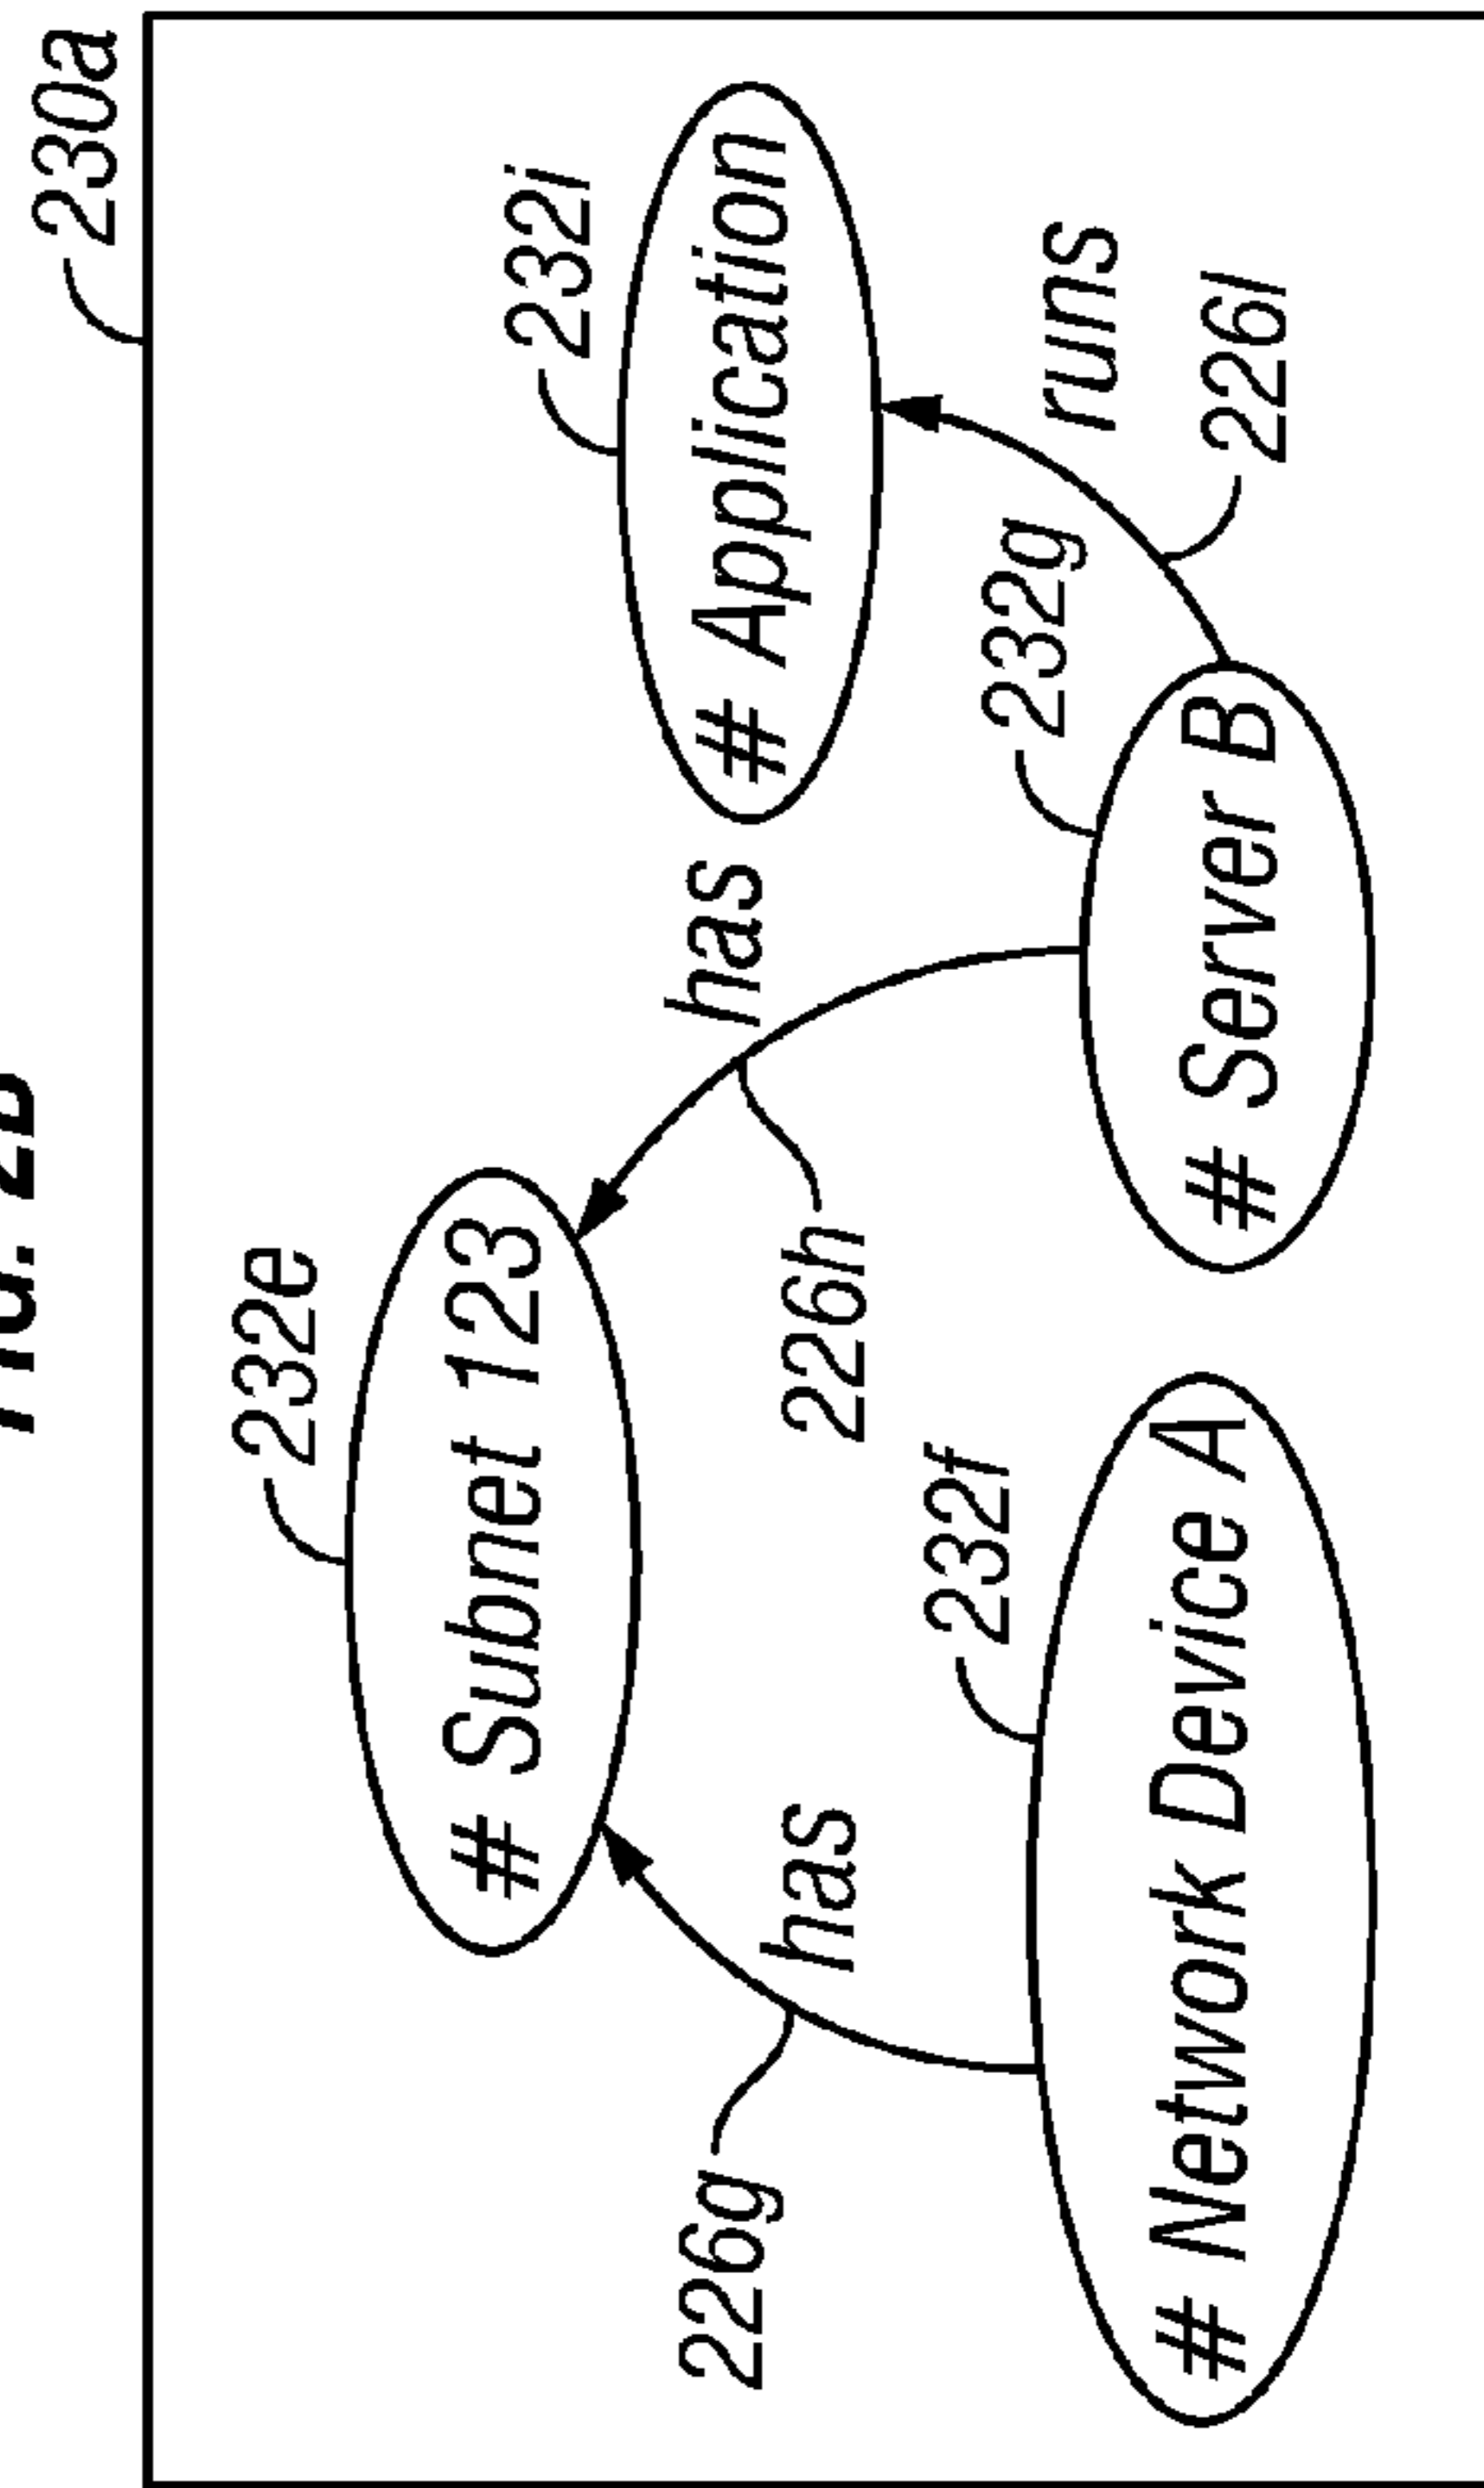 230a
232e
# Subnet 123
232i
226g
has
226h
has
# Application
232f
232g
runs
# Network Device A
# Server B
226l